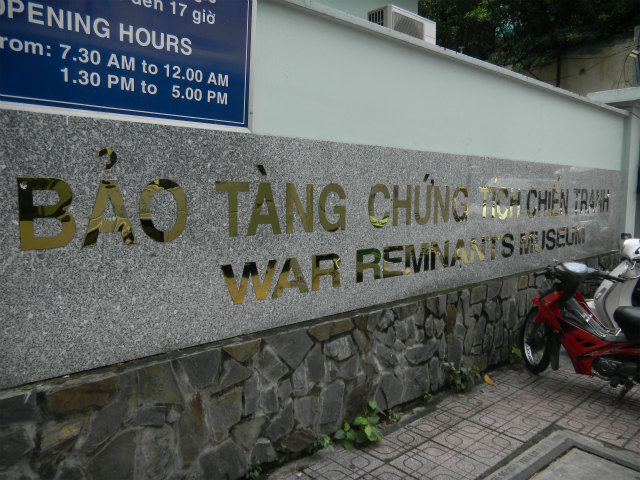 đến 17 giờ
OPENING HOURS
From: 7.30 AM to 12.00 AM
1.30 PM to 5.00 PM
BẢO TÀNG CHỨNG TÍCH CHIẾN TRANH
WAR REMNANTS MUSEUM